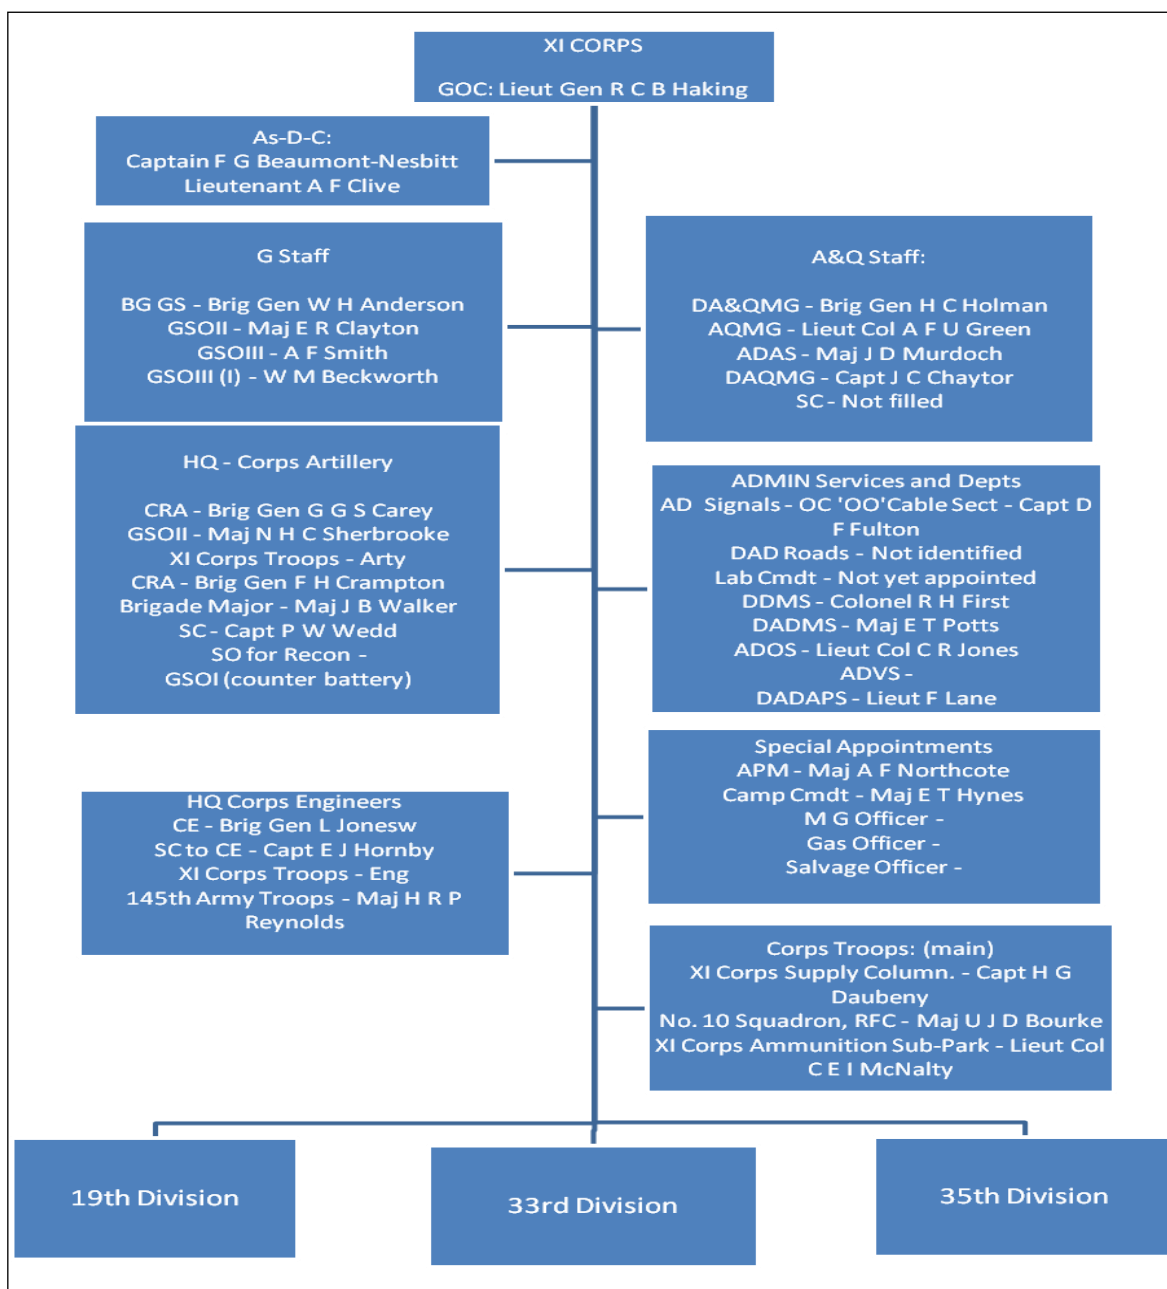 XI CORPS
GOC: Lieut Gen R C B Haking
As-D-C:
Captain F G Beaumont-Nesbitt
Lieutenant A F Clive
G Staff
BG GS - Brig Gen W H Anderson
GSOII - Maj E R Clayton
GSOIII - A F Smith
GSOIII (I) - W M Beckworth
A&Q Staff:
DA&QMG - Brig Gen H C Holman
AQMG - Lieut Col A F U Green
ADAS - Maj J D Murdoch
DAQMG - Capt J C Chaytor
SC - Not filled
HQ - Corps Artillery
CRA - Brig Gen G G S Carey
GSOII - Maj N H C Sherbrooke
XI Corps Troops - Arty
CRA - Brig Gen F H Crampton
Brigade Major - Maj J B Walker
SC - Capt P W Wedd
SO for Recon -
GSOI (counter battery)
ADMIN Services and Depts
AD Signals - OC 'OO'Cable Sect - Capt D
F Fulton
DAD Roads - Not identified
Lab Cmdt - Not yet appointed
DDMS - Colonel R H First
DADMS - Maj E T Potts
ADOS - Lieut Col C R Jones
ADVS -
DADAPS - Lieut F Lane
Special Appointments
APM - Maj A F Northcote
Camp Cmdt - Maj E T Hynes
M G Officer -
Gas Officer -
Salvage Officer -
HQ Corps Engineers
CE - Brig Gen L Jonesw
SC to CE - Capt E J Hornby
XI Corps Troops - Eng
145th Army Troops - Maj H R P
Reynolds
Corps Troops: (main)
XI Corps Supply Column. - Capt H G
Daubeny
No. 10 Squadron, RFC - Maj U J D Bourke
XI Corps Ammunition Sub-Park - Lieut Col
C E I McNalty
19th Division
33rd Division
35th Division